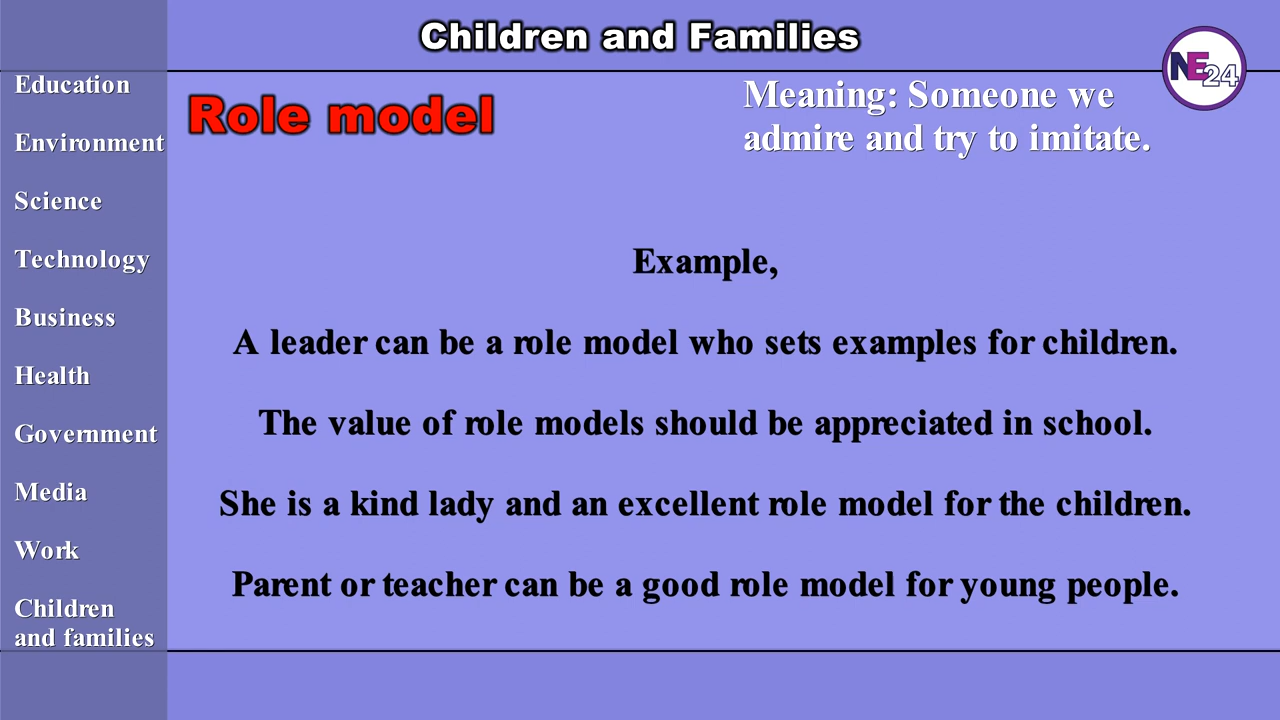 Children and Families
NE24
Education
Environment
Science
Technology
Business
Health
Government
Media
Work
Children
and families
Role model
Meaning: Someone we
admire and try to imitate.
Example,
A leader can be a role model who sets examples for children.
The value of role models should be appreciated in school.
She is a kind lady and an excellent role model for the children.
Parent or teacher can be a good role model for young people.